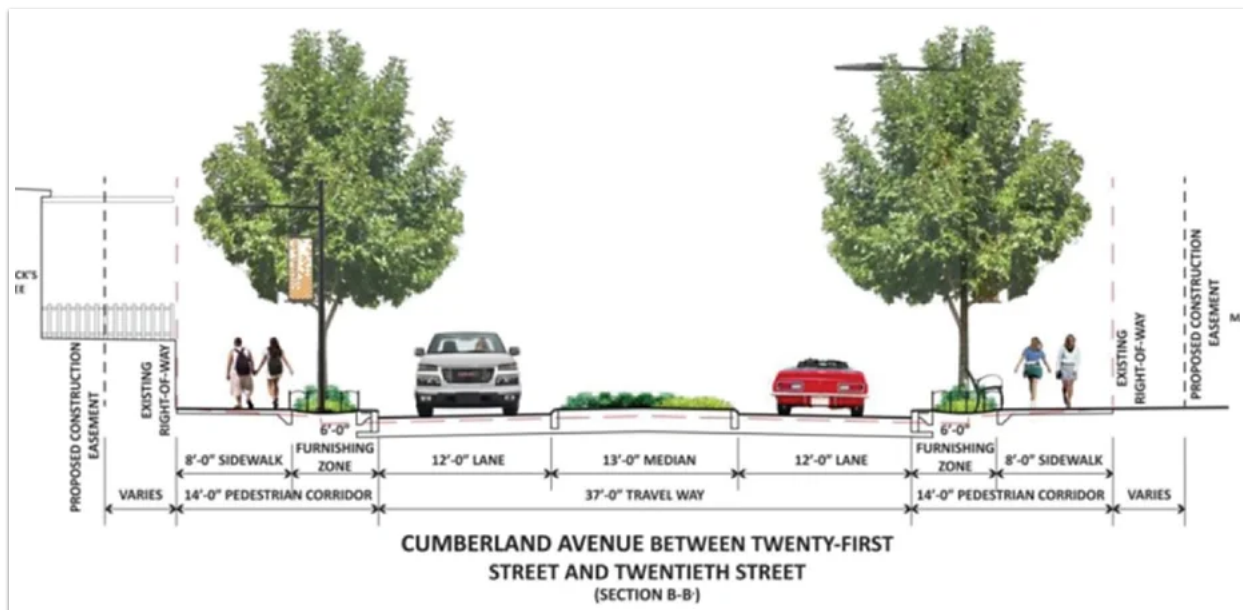 CK'S
EE
PROPOSED CONSTRUCTION
EASEMENT
EXISTING
RIGHT-OF-WAY
EXISTING
RIGHT-OF-WAY
PROPOSED CONSTRUCTION
EASEMENT
M
6'-0"
FURNISHING
ZONE
6'-0"
FURNISHING
ZONE
8'-0" SIDEWALK
12'-0" LANE
13'-0" MEDIAN
12'-0" LANE
8'-0" SIDEWALK
VARIES
14'-0" PEDESTRIAN CORRIDOR
37'-0" TRAVEL WAY
14'-0" PEDESTRIAN CORRIDOR
VARIES
CUMBERLAND AVENUE BETWEEN TWENTY-FIRST
STREET AND TWENTIETH STREET
(SECTION B-B')